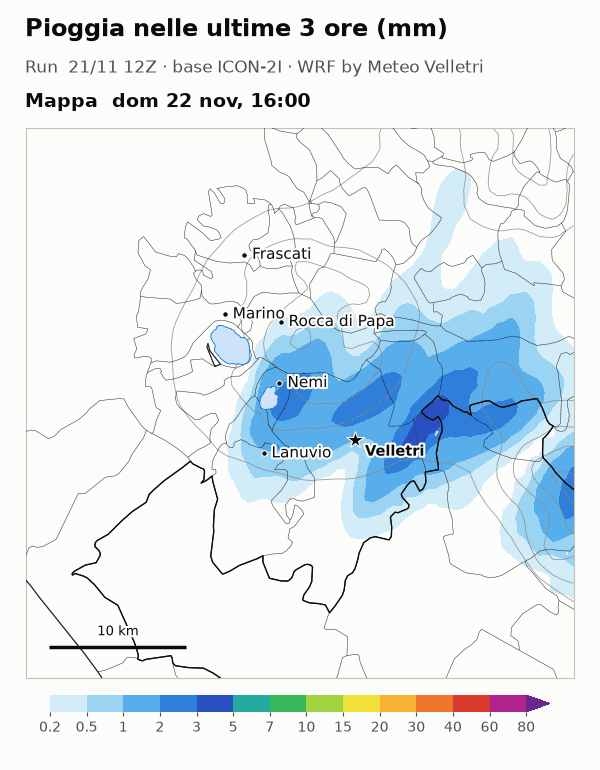 Pioggia nelle ultime 3 ore (mm)
Run 21/11 12Z · base ICON-2I · WRF by Meteo Velletri
Mappa dom 22 nov, 16:00
Frascati
Marino
Rocca di Papa
Nemi
Velletri
Lanuvio
10 km
0.2 0.5 1 2 3 5 7 10 15 20 30 40 60 80